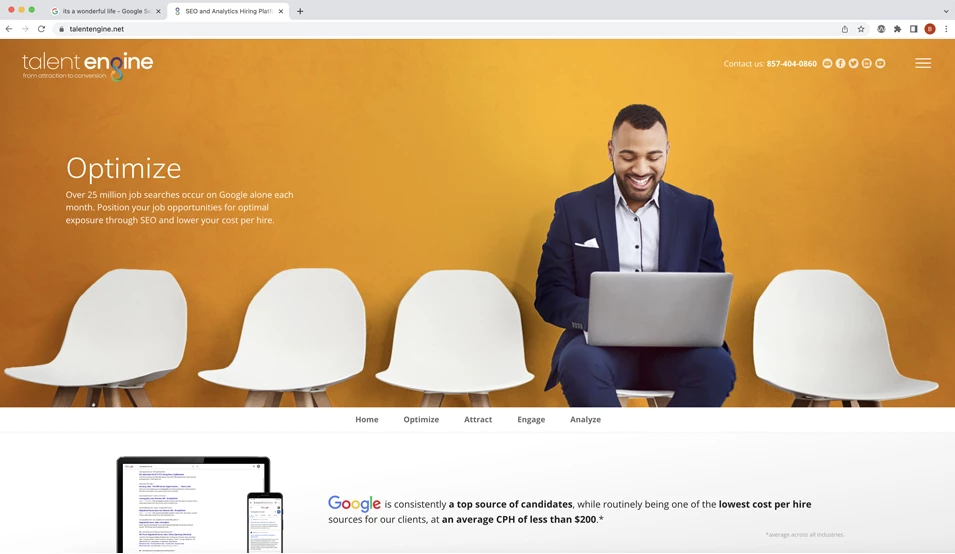 its a wonderful life - Google Se
SEO and Analytics Hiring Platf
talentengine.net
B
talent engine
from attraction to conversion
Contact us: 857-404-0860
Optimize
Over 25 million job searches occur on Google alone each
month. Position your job opportunities for optimal
exposure through SEO and lower your cost per hire.
Home Optimize Attract Engage Analyze
Google is consistently a top source of candidates, while routinely being one of the lowest cost per hire
sources for our clients, at an average CPH of less than $200.*
*average across all industries